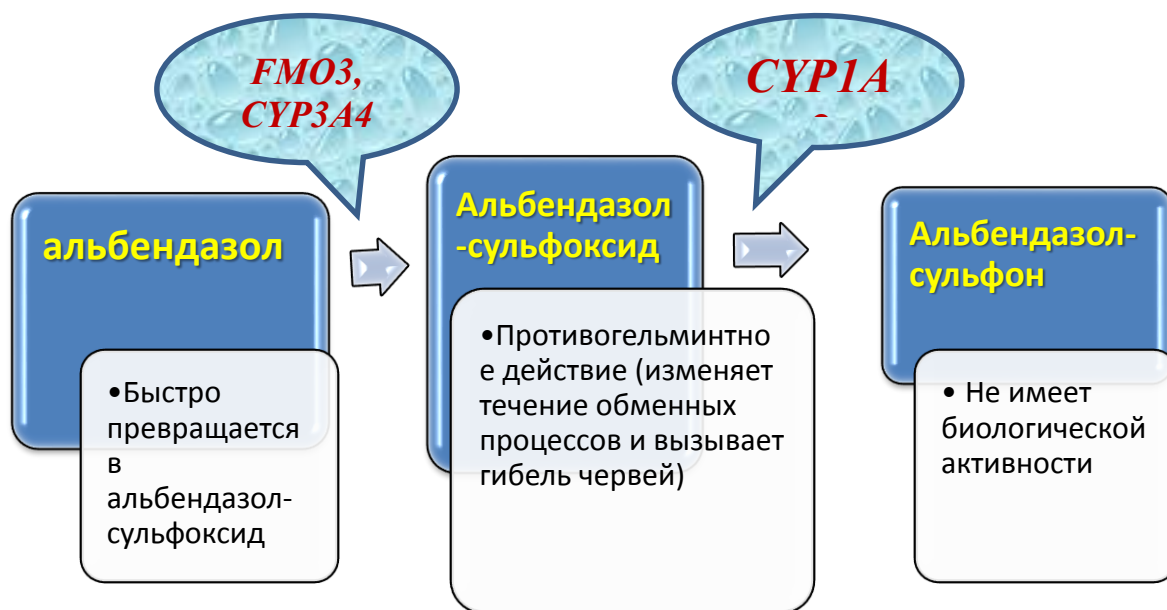 FMO3,
CYP3A4
CYP1A
альбендазол
•Быстро
превращается
в
альбендазол-
сульфоксид
Альбендазол
-сульфоксид
•Противогельминтно
е действие (изменяет
течение обменных
процессов и вызывает
гибель червей)
Альбендазол-
сульфон
• Не имеет
биологической
активности